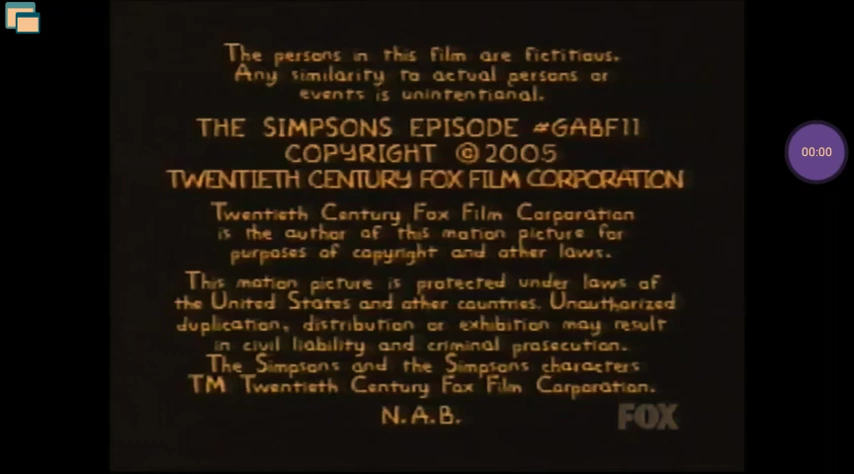 The persons in this film are fictitious.
Any similarity to actual persons or
events is unintentional.
THE SIMPSONS EPISODE #GABF11
COPYRIGHT ©2005
TWENTIETH CENTURY FOX FILM CORPORATION
Twentieth Century Fox Film Corporation
is the author of this motion picture for
purposes of copyright and other laws.
This motion picture is protected under laws of
the United States and other countries. Unauthorized
duplication, distribution or exhibition may result
in civil liability and criminal prosecution.
The Simpsons and the Simpsons characters
TM Twentieth Century Fox Film Corporation.
N.A.B.
FOX
00:00